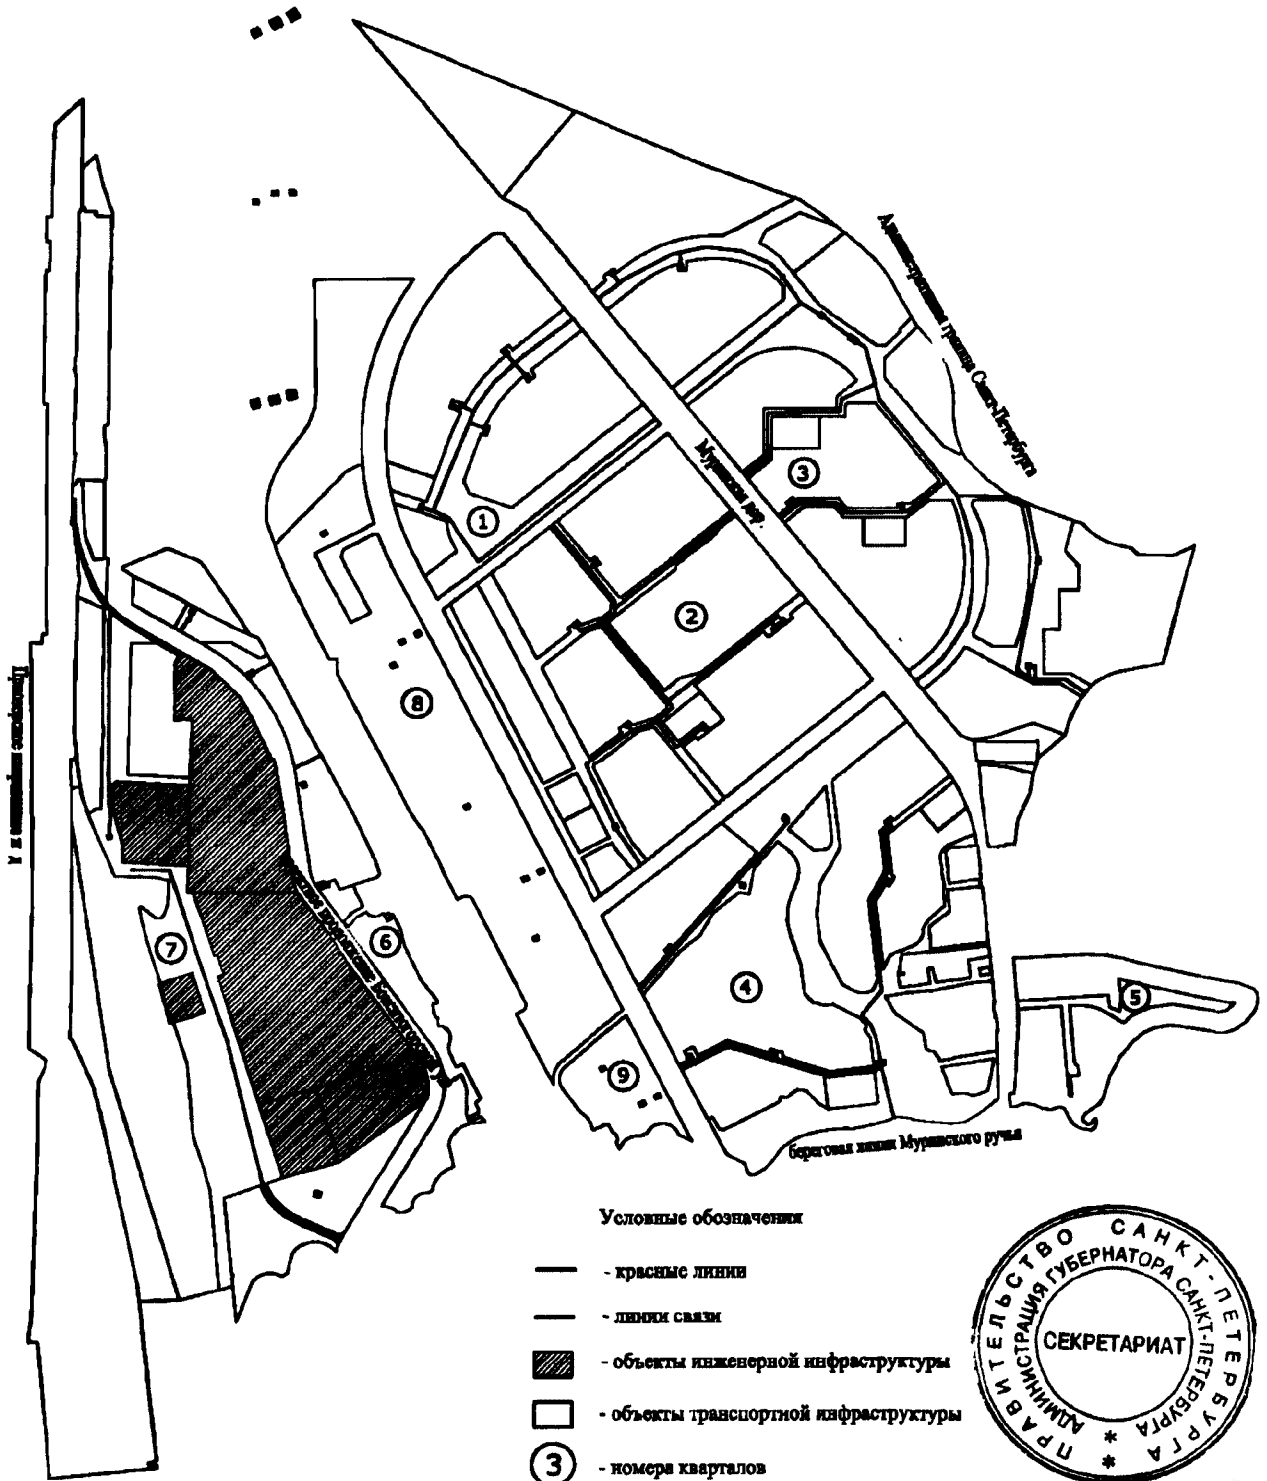 Административная граница Санкт-Петербурга
Муринская дор.
3
1
2
8
6
7
4
5
9
береговая линия Муринского ручья
Условные обозначения
- красные линии
- линии связи
- объекты инженерной инфраструктуры
- объекты транспортной инфраструктуры
3 - номера кварталов
ПРАВИТЕЛЬСТВО САНКТ-ПЕТЕРБУРГА
АДМИНИСТРАЦИЯ ГУБЕРНАТОРА САНКТ-ПЕТЕРБУРГА
СЕКРЕТАРИАТ